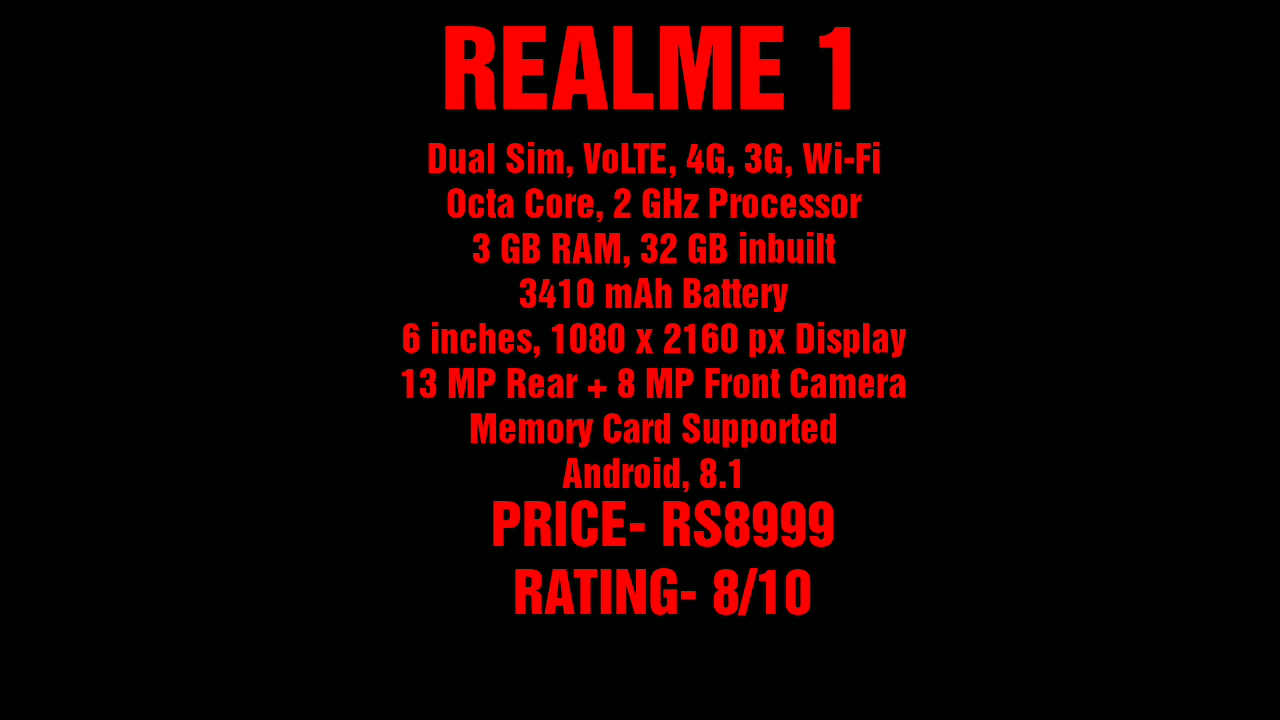 REALME 1
Dual Sim, VoLTE, 4G, 3G, Wi-Fi
Octa Core, 2 GHz Processor
3 GB RAM, 32 GB inbuilt
3410 mAh Battery
6 inches, 1080 x 2160 px Display
13 MP Rear + 8 MP Front Camera
Memory Card Supported
Android, 8.1
PRICE- RS8999
RATING- 8/10